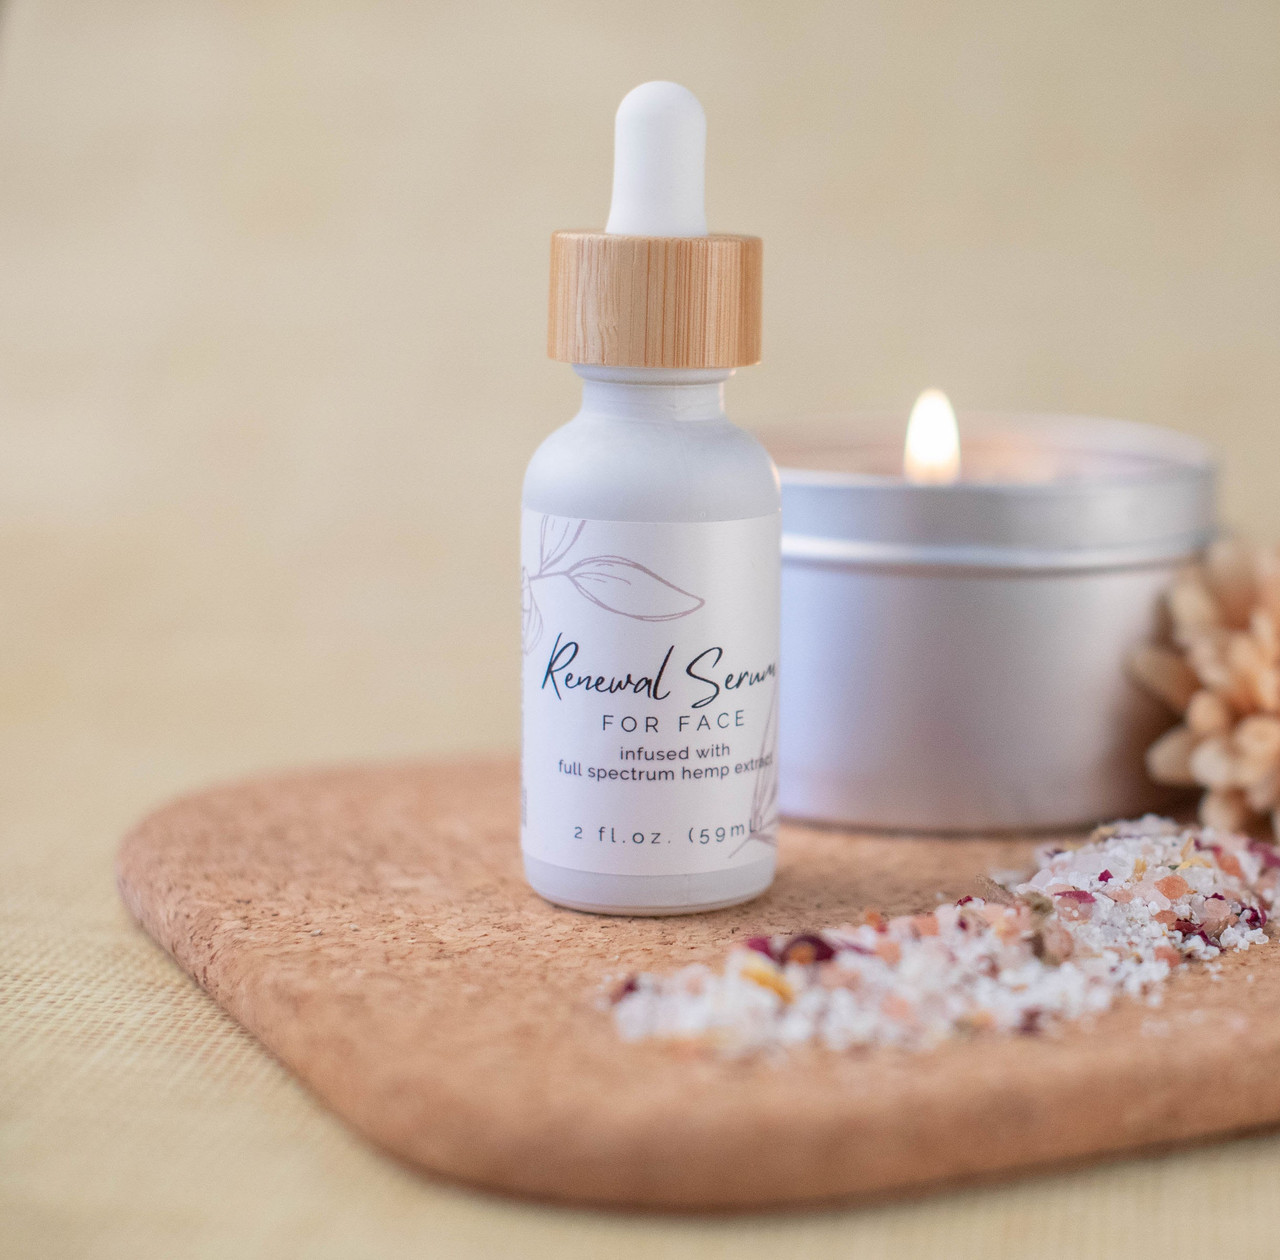 Renewal Serum
FOR FACE
infused with
full spectrum hemp extract
2 fl.oz. (59mL)